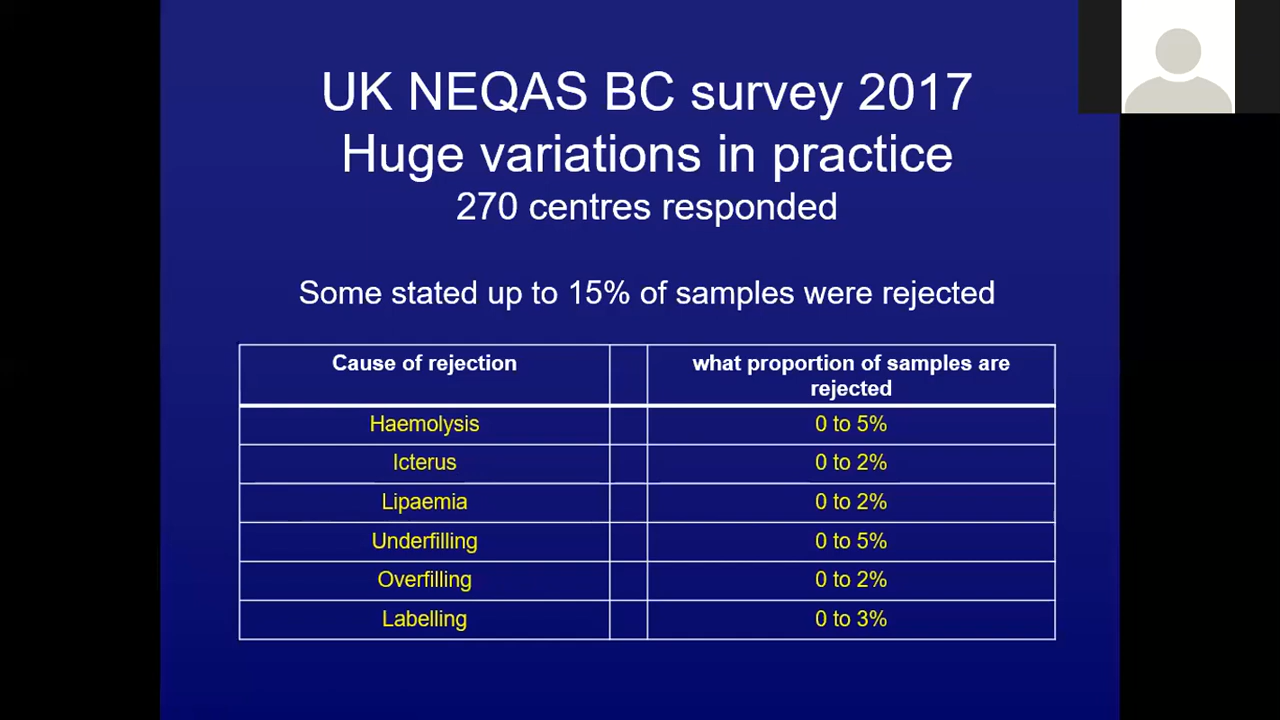 UK NEQAS BC survey 2017
Huge variations in practice
270 centres responded
Some stated up to 15% of samples were rejected
Cause of rejection
what proportion of samples are
rejected
Haemolysis
0 to 5%
Icterus
0 to 2%
Lipaemia
0 to 2%
Underfilling
0 to 5%
Overfilling
0 to 2%
Labelling
0 to 3%